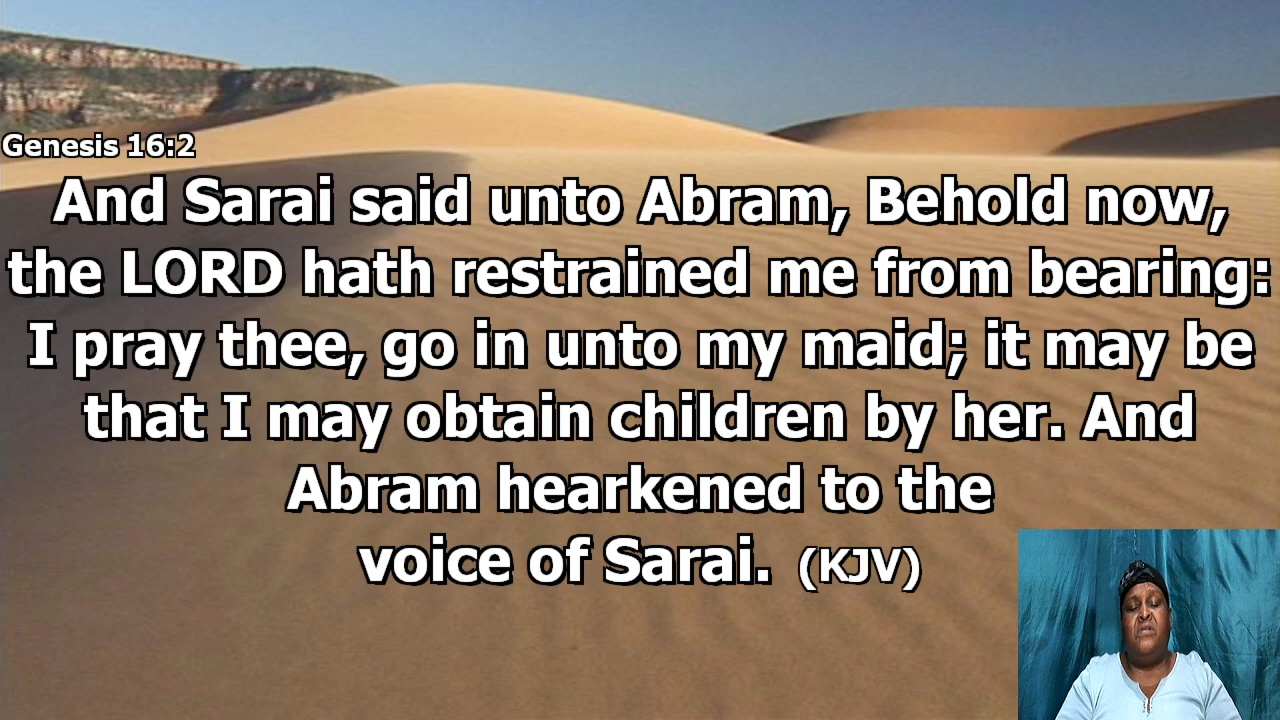 Genesis 16:2
And Sarai said unto Abram, Behold now,
the LORD hath restrained me from bearing:
I pray thee, go in unto my maid; it may be
that I may obtain children by her. And
Abram hearkened to the
voice of Sarai. (KJV)